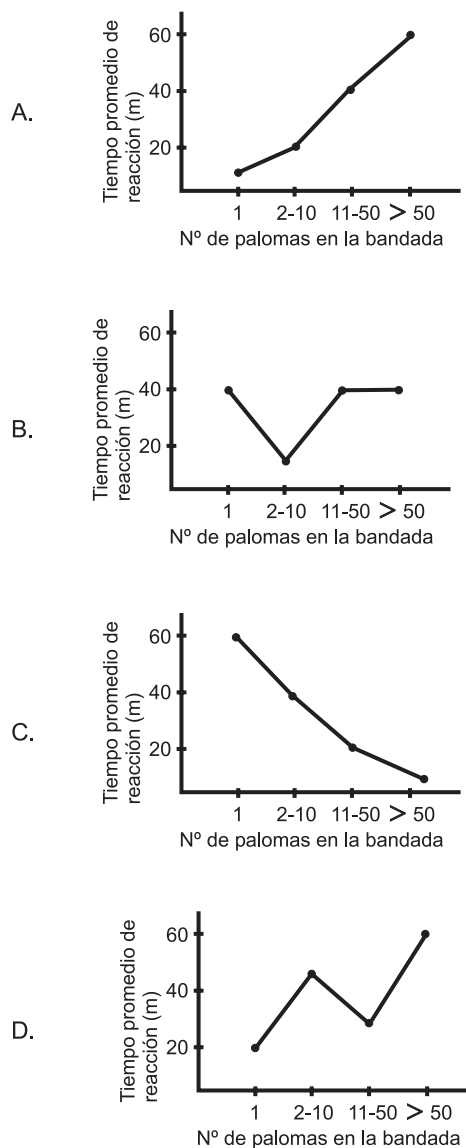 A.
Tiempo promedio de
reacción (m)
60
40
20
1 2-10 11-50 > 50
Nº de palomas en la bandada
B.
Tiempo promedio de
reacción (m)
60
40
20
1 2-10 11-50 > 50
Nº de palomas en la bandada
C.
Tiempo promedio de
reacción (m)
60
40
20
1 2-10 11-50 > 50
Nº de palomas en la bandada
D.
Tiempo promedio de
reacción (m)
60
40
20
1 2-10 11-50 > 50
Nº de palomas en la bandada